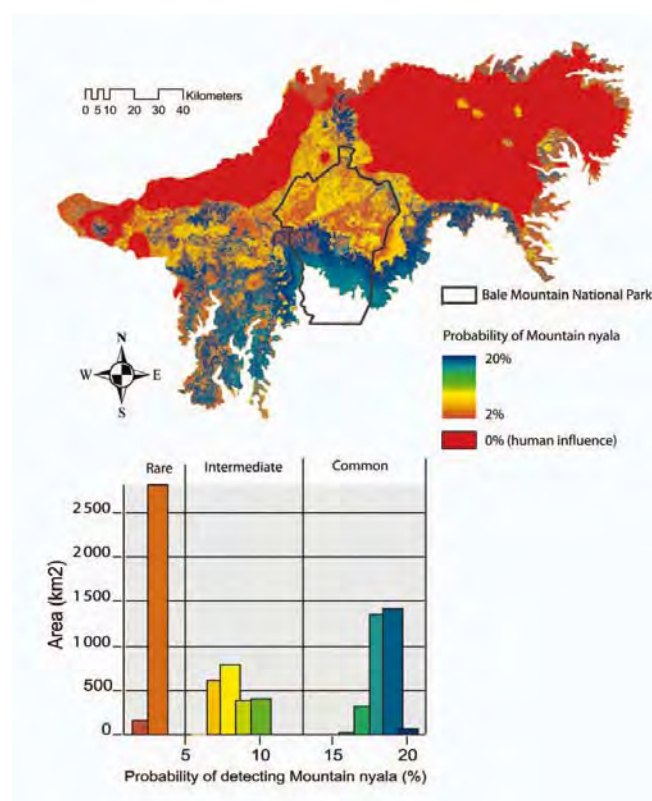 Kilometers
0 5 10 20 30 40
Bale Mountain National Park
Probability of Mountain nyala
20%
2%
0% (human influence)
N
W E
S
Rare Intermediate Common
2 500
2 000
1 500
1 000
500
0
Area (km2)
5 10 15 20
Probability of detecting Mountain nyala (%)